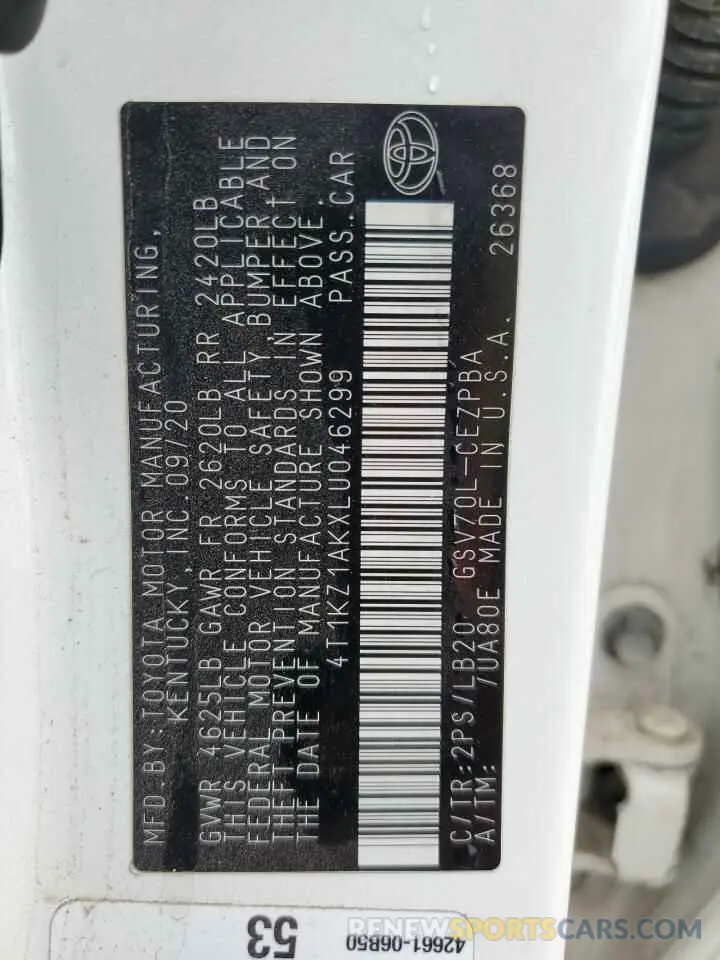 MFD.BY:TOYOTA MOTOR MANUFACTURING,
KENTUCKY,INC.09/20
GVWR 4625LB GAWR FR 2620LB RR 2420LB
THIS VEHICLE CONFORMS TO ALL APPLICABLE
FEDERAL MOTOR VEHICLE SAFETY, BUMPER AND
THEFT PREVENTION STANDARDS IN EFFECT ON
THE DATE OF MANUFACTURE SHOWN ABOVE.
4T1KZ1AKXLU046299 PASS.CAR
C/TR:2PS/LB20 GSV70L-CEZPBA
A/TM: /UA80E MADE IN U.S.A. 26368
53
42661-06B50
RENEWSPORTSCARS.COM